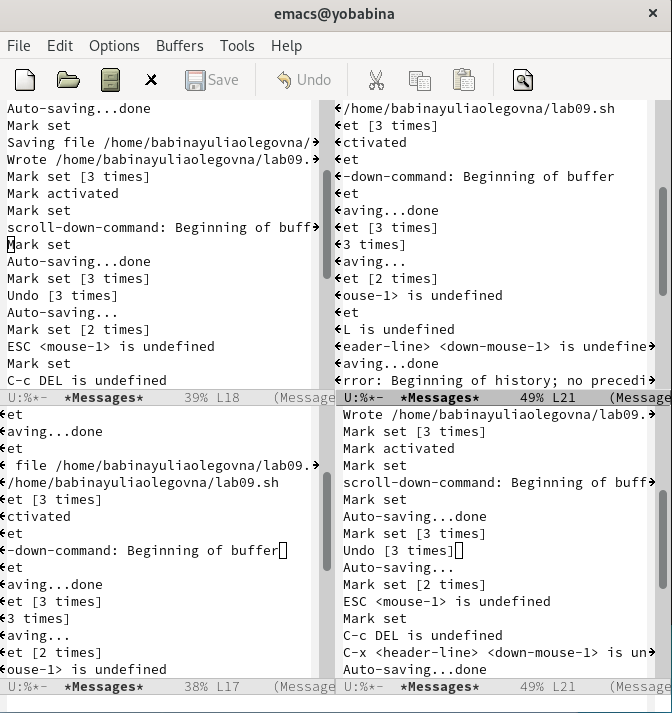 emacs@yobabina
File Edit Options Buffers Tools Help
Save Undo
Auto-saving...done
Mark set
Saving file /home/babinayuliaolegovna/
Wrote /home/babinayuliaolegovna/lab09.
Mark set [3 times]
Mark activated
Mark set
scroll-down-command: Beginning of buff
Mark set
Auto-saving...done
Mark set [3 times]
Undo [3 times]
Auto-saving...
Mark set [2 times]
ESC <mouse-1> is undefined
Mark set
C-c DEL is undefined
U:%*- *Messages* 39% L18 (Message
/home/babinayuliaolegovna/lab09.sh
et [3 times]
ctivated
et
-down-command: Beginning of buffer
et
aving...done
et [3 times]
3 times]
aving...
et [2 times]
ouse-1> is undefined
et
L is undefined
eader-line> <down-mouse-1> is undefine
aving...done
rror: Beginning of history; no precedi
U:%*- *Messages* 49% L21 (Message
et
aving...done
et
file /home/babinayuliaolegovna/lab09.
/home/babinayuliaolegovna/lab09.sh
et [3 times]
ctivated
et
-down-command: Beginning of buffer
et
aving...done
et [3 times]
3 times]
aving...
et [2 times]
ouse-1> is undefined
U:%*- *Messages* 38% L17 (Message
Wrote /home/babinayuliaolegovna/lab09.
Mark set [3 times]
Mark activated
Mark set
scroll-down-command: Beginning of buff
Mark set
Auto-saving...done
Mark set [3 times]
Undo [3 times]
Auto-saving...
Mark set [2 times]
ESC <mouse-1> is undefined
Mark set
C-c DEL is undefined
C-x <header-line> <down-mouse-1> is un
Auto-saving...done
U:%*- *Messages* 49% L21 (Message